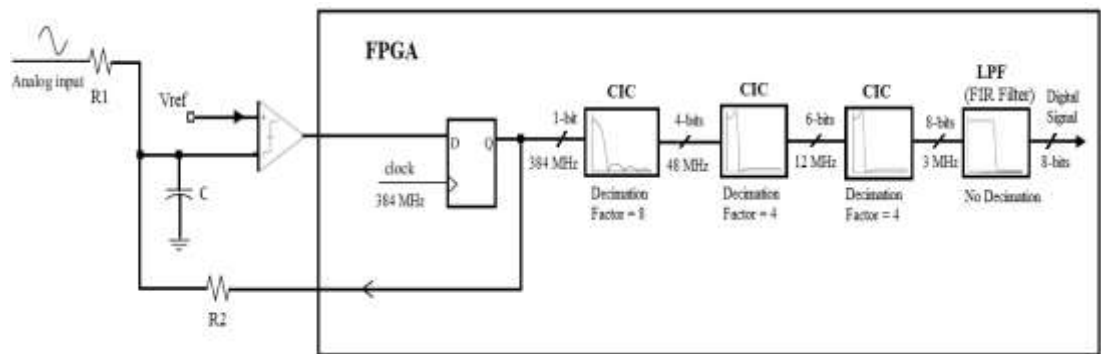 FPGA
Analog input
R1
Vref
C
R2
clock
384 MHz
D Q
1-bit
384 MHz
CIC
Decimation
Factor = 8
4-bits
48 MHz
CIC
Decimation
Factor = 4
6-bits
12 MHz
CIC
Decimation
Factor = 4
8-bits
3 MHz
LPF
(FIR Filter)
No Decimation
Digital
Signal
8-bits